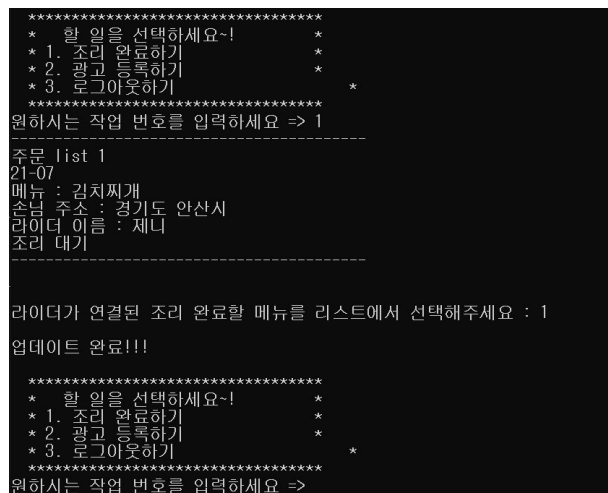 **********************************
*   할 일을 선택하세요~!         *
* 1. 조리 완료하기               *
* 2. 광고 등록하기               *
* 3. 로그아웃하기                    *
**********************************
원하시는 작업 번호를 입력하세요 => 1
-----------------------------------------
주문 list 1
21-07
메뉴 : 김치찌개
손님 주소 : 경기도 안산시
라이더 이름 : 제니
조리 대기
-----------------------------------------
라이더가 연결된 조리 완료할 메뉴를 리스트에서 선택해주세요 : 1
업데이트 완료!!!
**********************************
*   할 일을 선택하세요~!         *
* 1. 조리 완료하기               *
* 2. 광고 등록하기               *
* 3. 로그아웃하기                    *
**********************************
원하시는 작업 번호를 입력하세요 =>